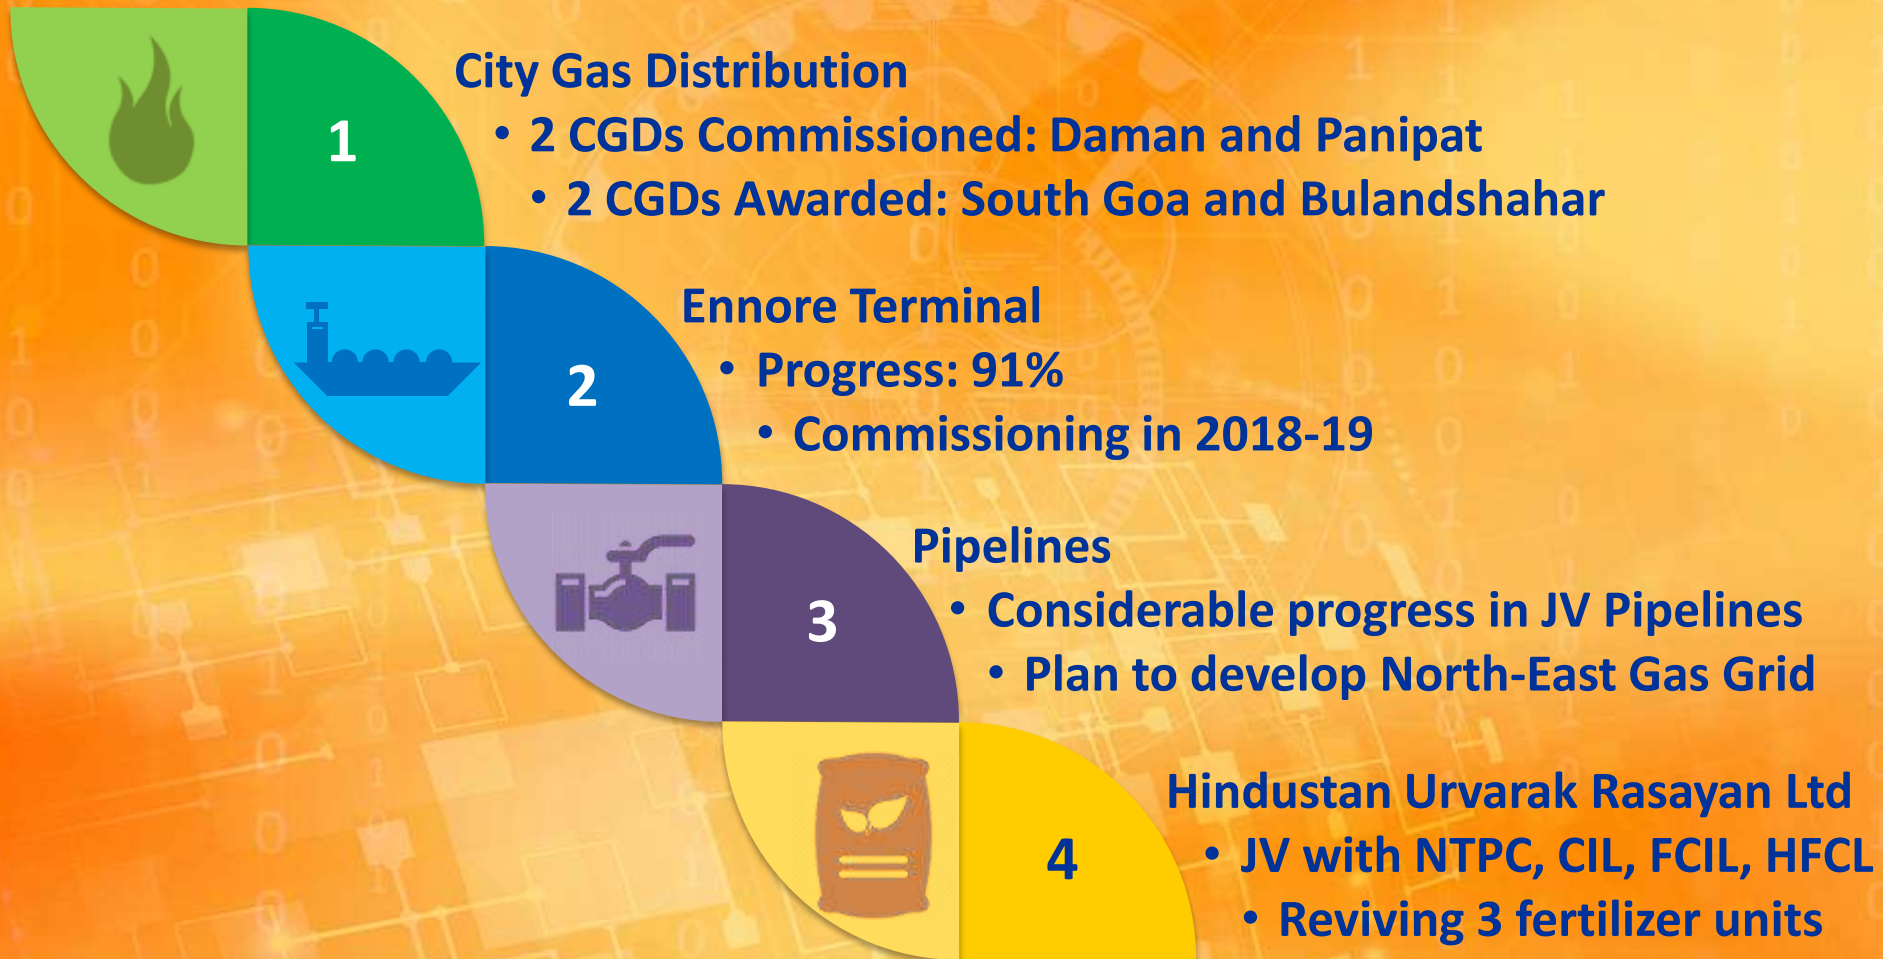 1
City Gas Distribution
• 2 CGDs Commissioned: Daman and Panipat
• 2 CGDs Awarded: South Goa and Bulandshahar
2
Ennore Terminal
• Progress: 91%
• Commissioning in 2018-19
3
Pipelines
• Considerable progress in JV Pipelines
• Plan to develop North-East Gas Grid
4
Hindustan Urvarak Rasayan Ltd
• JV with NTPC, CIL, FCIL, HFCL
• Reviving 3 fertilizer units